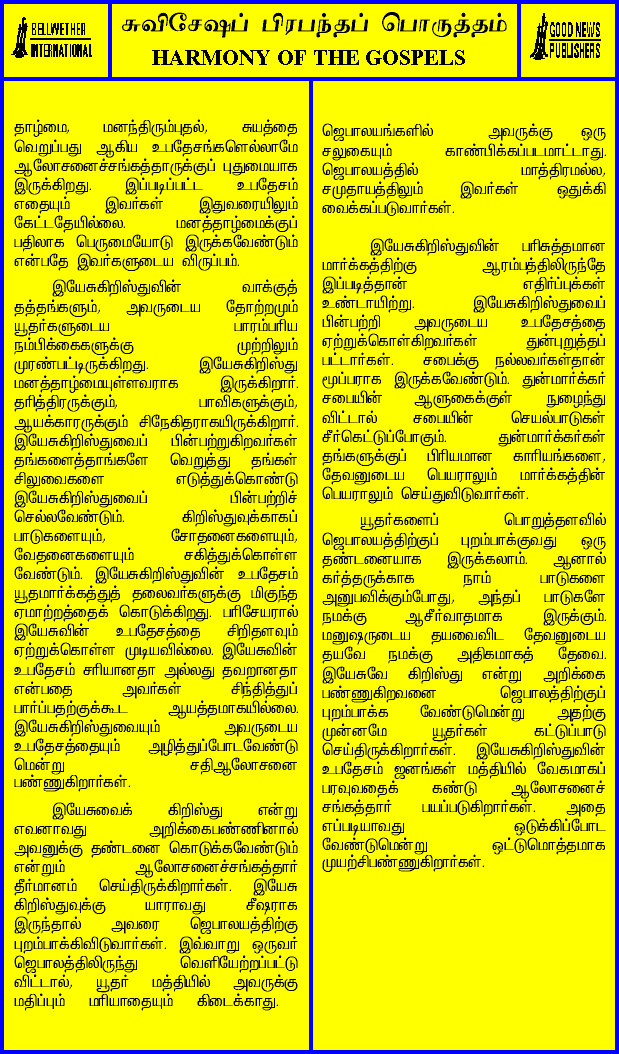 BELLWETHER
INTERNATIONAL
சுவிசேஷப் பிரபந்தப் பொருத்தம்
HARMONY OF THE GOSPELS
GOOD NEWS
PUBLISHERS
தாழ்மை, மனந்திரும்புதல், சுயத்தை
வெறுப்பது ஆகிய உபதேசங்களெல்லாமே
ஆலோசனைச்சங்கத்தாருக்குப் புதுமையாக
இருக்கிறது. இப்படிப்பட்ட உபதேசம்
எதையும் இவர்கள் இதுவரையிலும்
கேட்டதேயில்லை. மனத்தாழ்மைக்குப்
பதிலாக பெருமையோடு இருக்கவேண்டும்
என்பதே இவர்களுடைய விருப்பம்.
இயேசுகிறிஸ்துவின் வாக்குத்
தத்தங்களும், அவருடைய தோற்றமும்
யூதர்களுடைய பாரம்பரிய
நம்பிக்கைகளுக்கு முற்றிலும்
முரண்பட்டிருக்கிறது. இயேசுகிறிஸ்து
மனத்தாழ்மையுள்ளவராக இருக்கிறார்.
தரித்திரருக்கும், பாவிகளுக்கும்,
ஆயக்காரருக்கும் சிநேகிதராகயிருக்கிறார்.
இயேசுகிறிஸ்துவைப் பின்பற்றுகிறவர்கள்
தங்களைத்தாங்களே வெறுத்து தங்கள்
சிலுவைகளை எடுத்துக்கொண்டு
இயேசுகிறிஸ்துவைப் பின்பற்றிச்
செல்லவேண்டும். கிறிஸ்துவுக்காகப்
பாடுகளையும், சோதனைகளையும்,
வேதனைகளையும் சகித்துக்கொள்ள
வேண்டும். இயேசுகிறிஸ்துவின் உபதேசம்
யூதமார்க்கத்துத் தலைவர்களுக்கு மிகுந்த
ஏமாற்றத்தைக் கொடுக்கிறது. பரிசேயரால்
இயேசுவின் உபதேசத்தை சிறிதளவும்
ஏற்றுக்கொள்ள முடியவில்லை. இயேசுவின்
உபதேசம் சரியானதா அல்லது தவறானதா
என்பதை அவர்கள் சிந்தித்துப்
பார்ப்பதற்குக்கூட ஆயத்தமாகயில்லை.
இயேசுகிறிஸ்துவையும் அவருடைய
உபதேசத்தையும் அழித்துப்போடவேண்டு
மென்று சதிஆலோசனை
பண்ணுகிறார்கள்.
இயேசுவைக் கிறிஸ்து என்று
எவனாவது அறிக்கைபண்ணினால்
அவனுக்கு தண்டனை கொடுக்கவேண்டும்
என்றும் ஆலோசனைச்சங்கத்தார்
தீர்மானம் செய்திருக்கிறார்கள். இயேசு
கிறிஸ்துவுக்கு யாராவது சீஷராக
இருந்தால் அவரை ஜெபாலயத்திற்கு
புறம்பாக்கிவிடுவார்கள். இவ்வாறு ஒருவர்
ஜெபாலத்திலிருந்து வெளியேற்றப்பட்டு
விட்டால், யூதர் மத்தியில் அவருக்கு
மதிப்பும் மரியாதையும் கிடைக்காது.
ஜெபாலயங்களில் அவருக்கு ஒரு
சலுகையும் காண்பிக்கப்படமாட்டாது.
ஜெபாலயத்தில் மாத்திரமல்ல,
சமுதாயத்திலும் இவர்கள் ஒதுக்கி
வைக்கப்படுவார்கள்.
இயேசுகிறிஸ்துவின் பரிசுத்தமான
மார்க்கத்திற்கு ஆரம்பத்திலிருந்தே
இப்படித்தான் எதிர்ப்புக்கள்
உண்டாயிற்று. இயேசுகிறிஸ்துவைப்
பின்பற்றி அவருடைய உபதேசத்தை
ஏற்றுக்கொள்கிறவர்கள் துன்புறுத்தப்
பட்டார்கள். சபைக்கு நல்லவர்கள்தான்
மூப்பராக இருக்கவேண்டும். துன்மார்க்கர்
சபையின் ஆளுகைக்குள் நுழைந்து
விட்டால் சபையின் செயல்பாடுகள்
சீர்கெட்டுப்போகும். துன்மார்க்கர்கள்
தங்களுக்குப் பிரியமான காரியங்களை,
தேவனுடைய பெயராலும் மார்க்கத்தின்
பெயராலும் செய்துவிடுவார்கள்.
யூதர்களைப் பொறுத்தளவில்
ஜெபாலயத்திற்குப் புறம்பாக்குவது ஒரு
தண்டனையாக இருக்கலாம். ஆனால்
கர்த்தருக்காக நாம் பாடுகளை
அனுபவிக்கும்போது, அந்தப் பாடுகளே
நமக்கு ஆசீர்வாதமாக இருக்கும்.
மனுஷருடைய தயவைவிட தேவனுடைய
தயவே நமக்கு அதிகமாகத் தேவை.
இயேசுவே கிறிஸ்து என்று அறிக்கை
பண்ணுகிறவனை ஜெபாலத்திற்குப்
புறம்பாக்க வேண்டுமென்று அதற்கு
முன்னமே யூதர்கள் கட்டுப்பாடு
செய்திருக்கிறார்கள். இயேசுகிறிஸ்துவின்
உபதேசம் ஜனங்கள் மத்தியில் வேகமாகப்
பரவுவதைக் கண்டு ஆலோசனைச்
சங்கத்தார் பயப்படுகிறார்கள். அதை
எப்படியாவது ஒடுக்கிப்போட
வேண்டுமென்று ஒட்டுமொத்தமாக
முயற்சிபண்ணுகிறார்கள்.